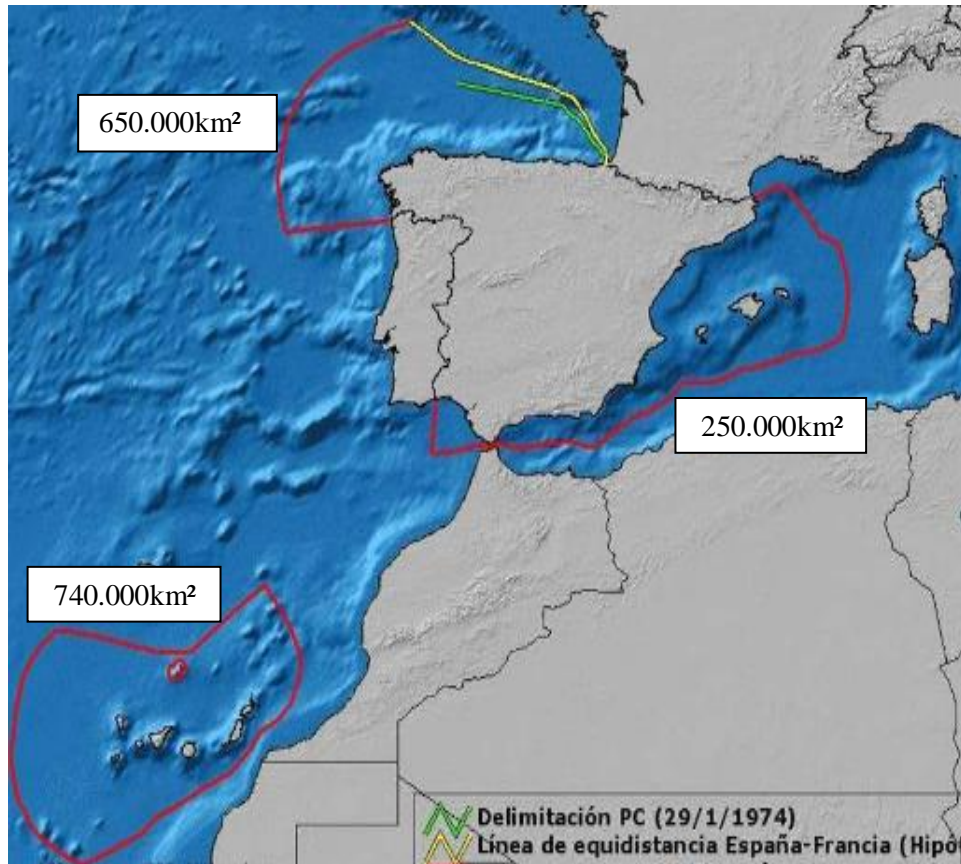 650.000km²
250.000km²
740.000km²
Delimitación PC (29/1/1974)
Línea de equidistancia España-Francia